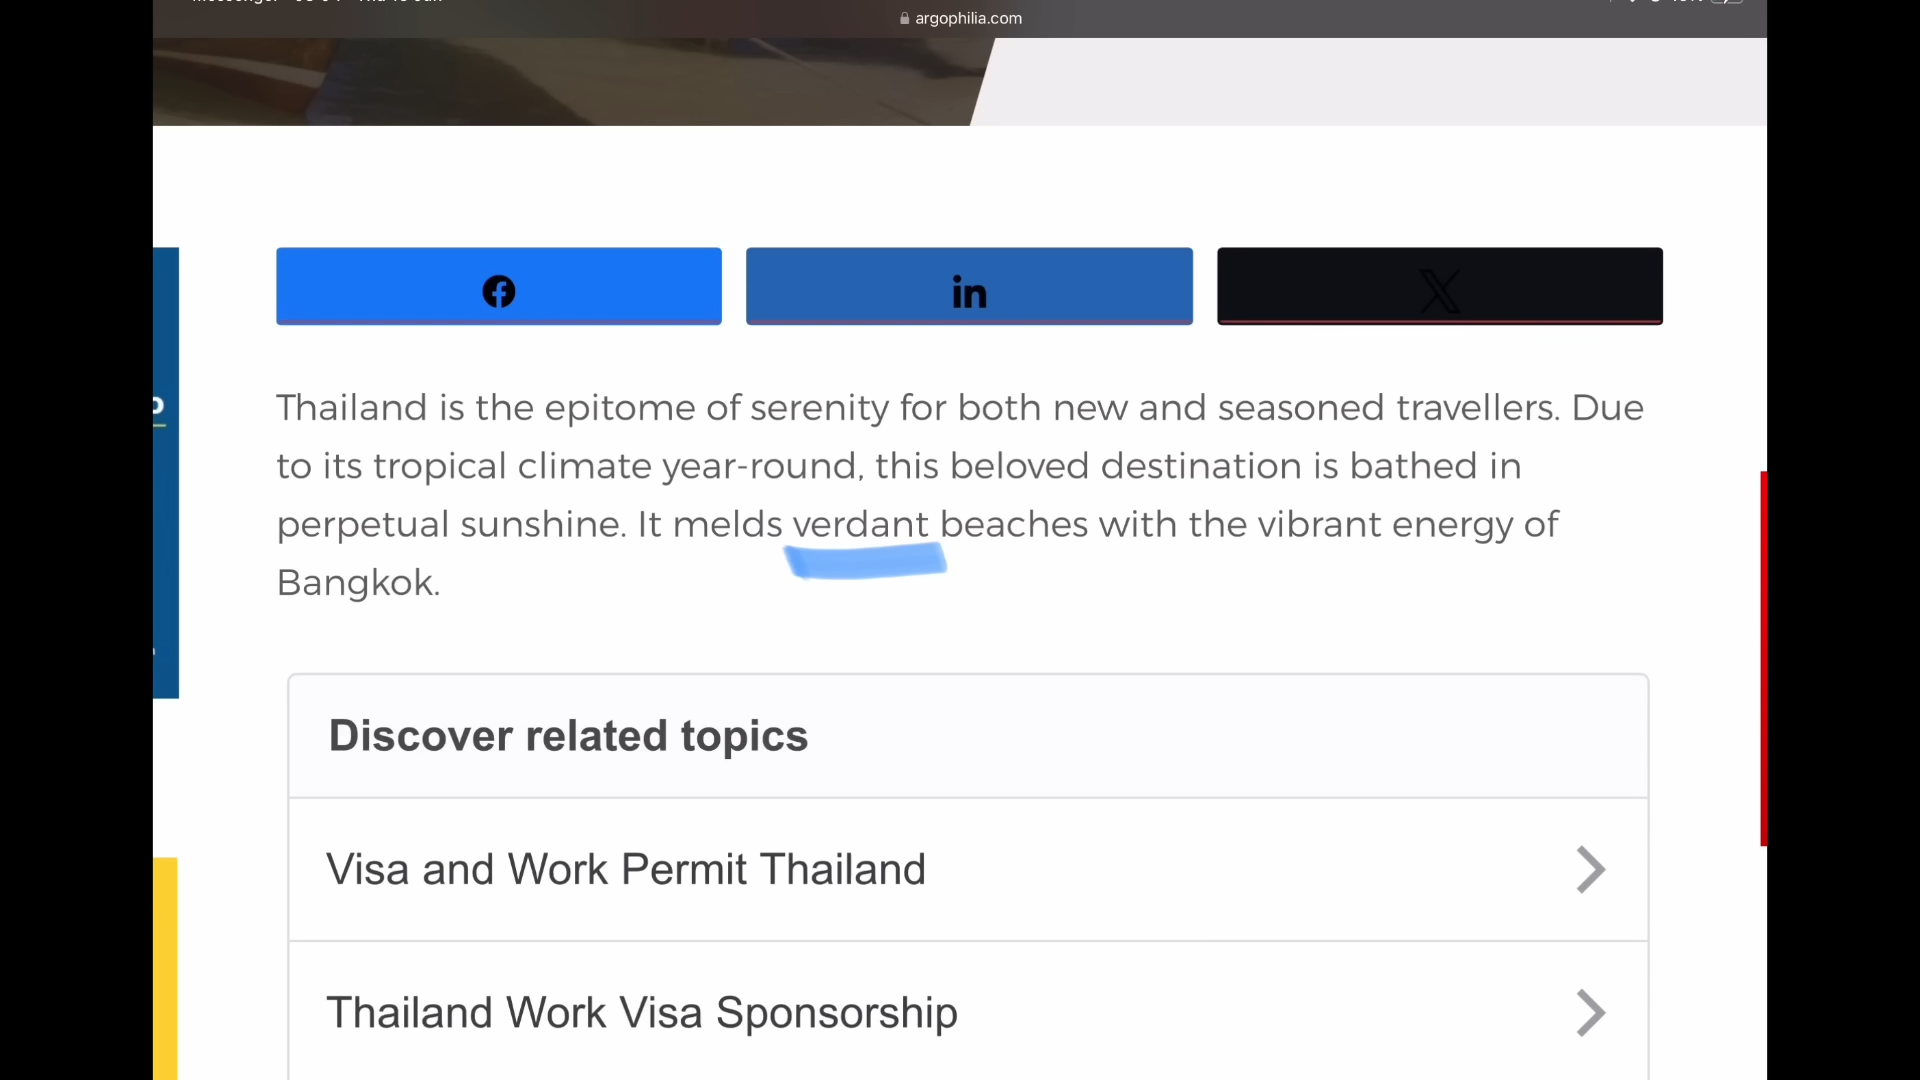 argophilia.com
in
Thailand is the epitome of serenity for both new and seasoned travellers. Due
to its tropical climate year-round, this beloved destination is bathed in
perpetual sunshine. It melds verdant beaches with the vibrant energy of
Bangkok.
Discover related topics
Visa and Work Permit Thailand
Thailand Work Visa Sponsorship